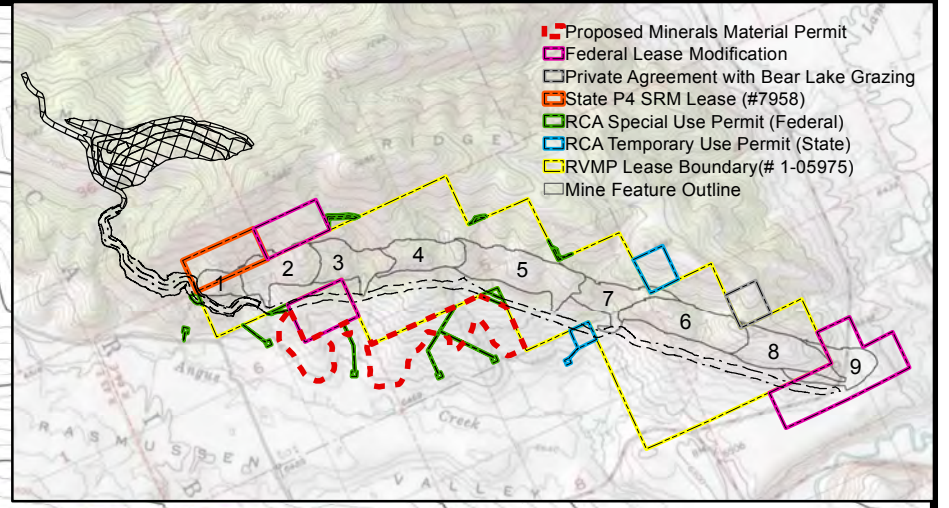 Proposed Minerals Material Permit
Federal Lease Modification
Private Agreement with Bear Lake Grazing
State P4 SRM Lease (#7958)
RCA Special Use Permit (Federal)
RCA Temporary Use Permit (State)
RVMP Lease Boundary(# 1-05975)
Mine Feature Outline
RIDGE
1
2
3
4
5
7
6
8
9
Angus
6
Creek
RASMUSSEN
VALLEY
8